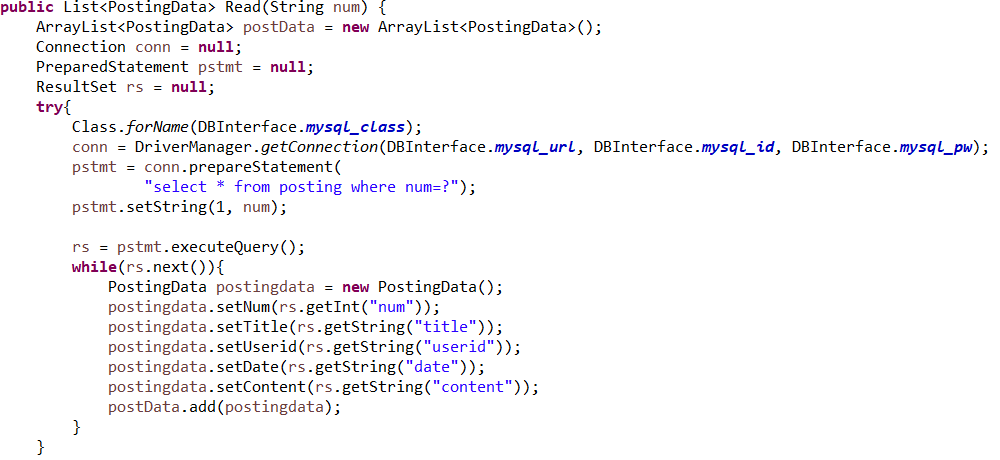 public List<PostingData> Read(String num) {
    ArrayList<PostingData> postData = new ArrayList<PostingData>();
    Connection conn = null;
    PreparedStatement pstmt = null;
    ResultSet rs = null;
    try{
        Class.forName(DBInterface.mysql_class);
        conn = DriverManager.getConnection(DBInterface.mysql_url, DBInterface.mysql_id, DBInterface.mysql_pw);
        pstmt = conn.prepareStatement(
                "select * from posting where num=?");
        pstmt.setString(1, num);

        rs = pstmt.executeQuery();
        while(rs.next()){
            PostingData postingdata = new PostingData();
            postingdata.setNum(rs.getInt("num"));
            postingdata.setTitle(rs.getString("title"));
            postingdata.setUserid(rs.getString("userid"));
            postingdata.setDate(rs.getString("date"));
            postingdata.setContent(rs.getString("content"));
            postData.add(postingdata);
        }
    }